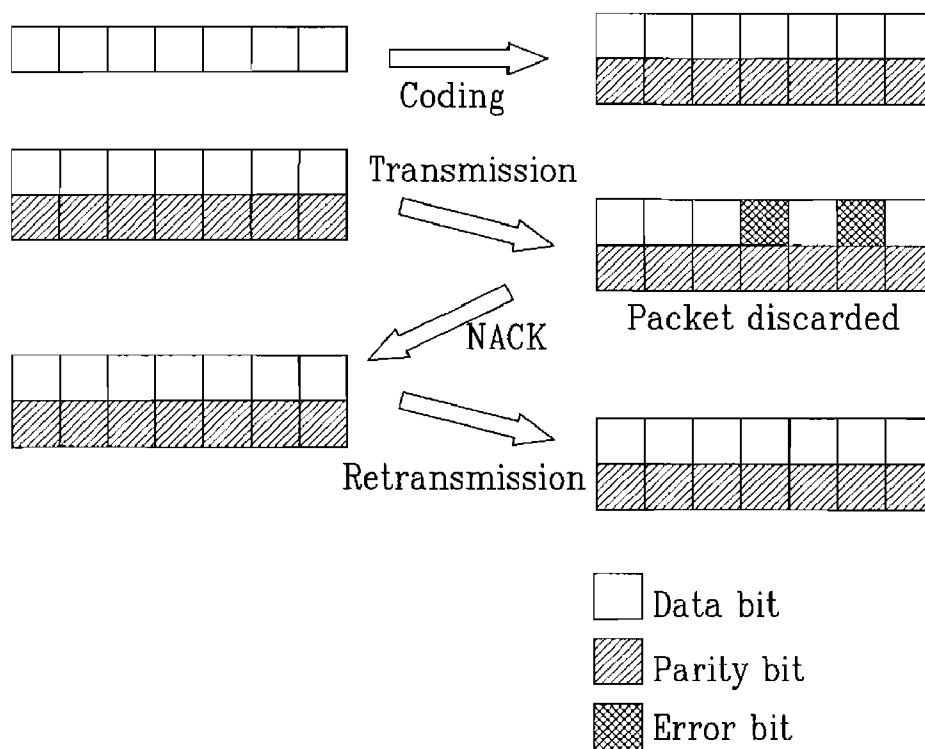 Coding
Transmission
Packet discarded
NACK
Retransmission
Data bit
Parity bit
Error bit